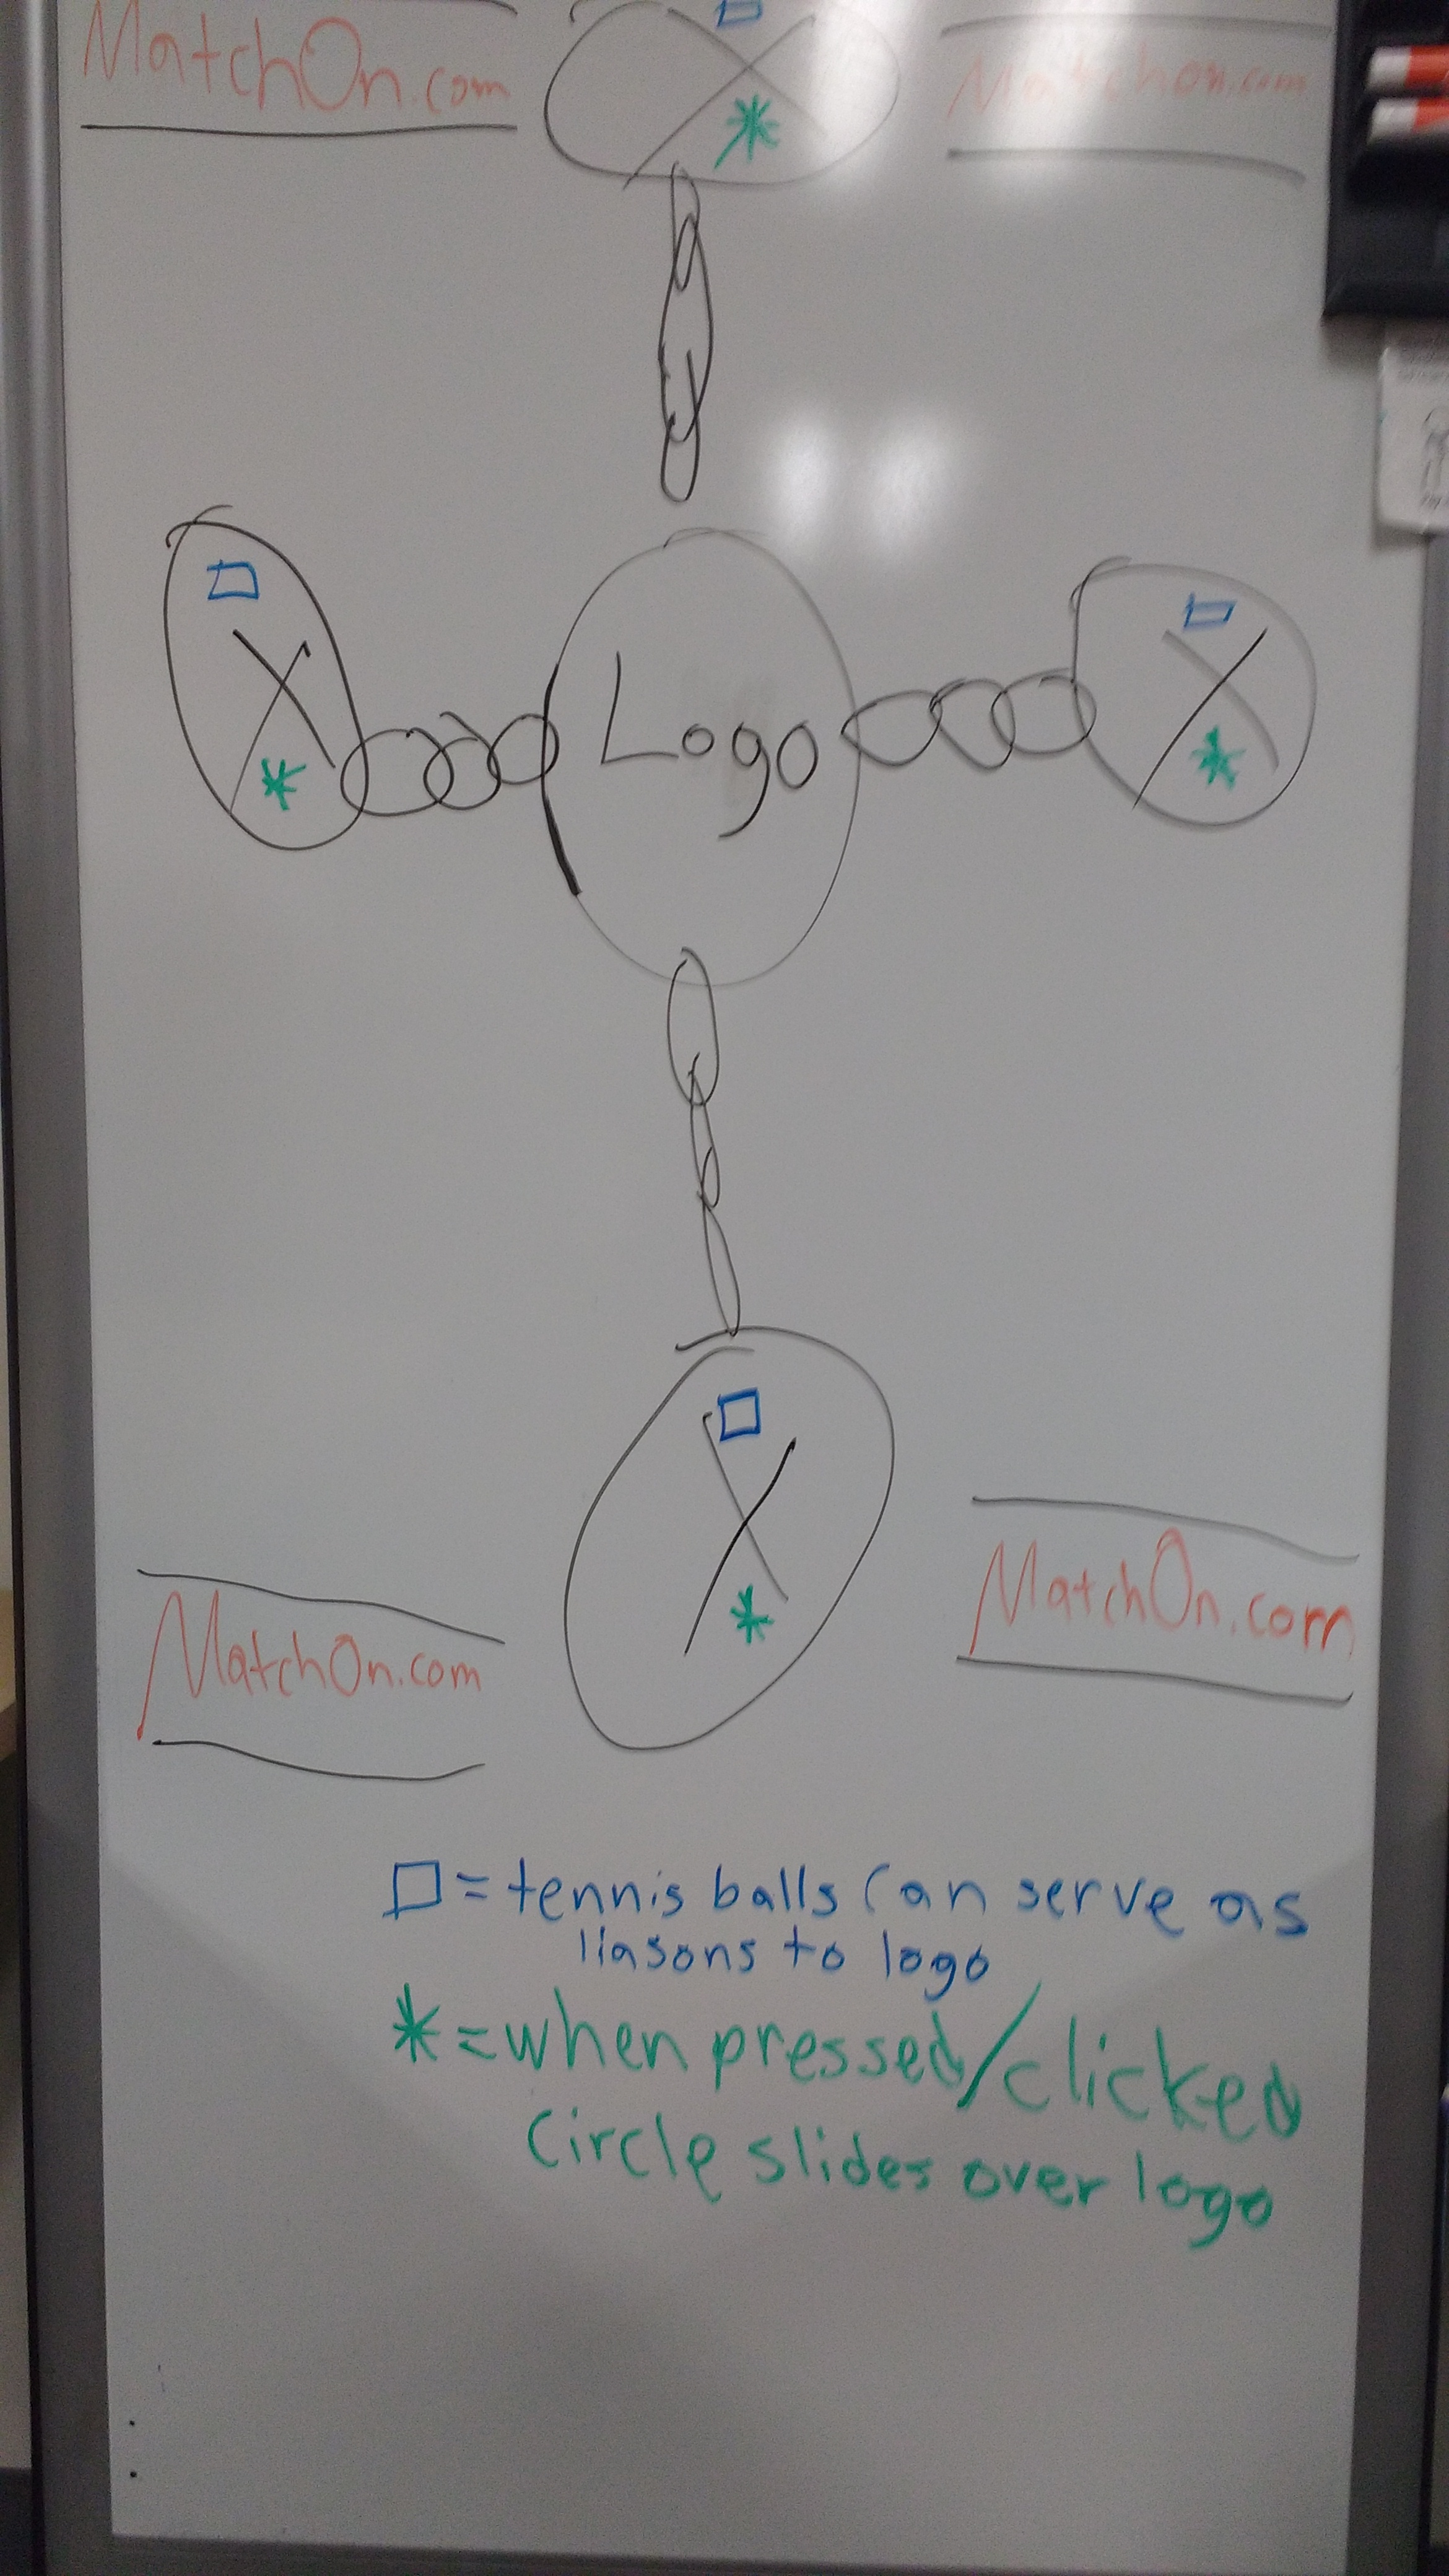 MatchOn.com
MatchOn.com
Logo
MatchOn.com
MatchOn.com
□ = tennis balls can serve as
liasons to logo
* = when pressed/clicked
circle slides over logo